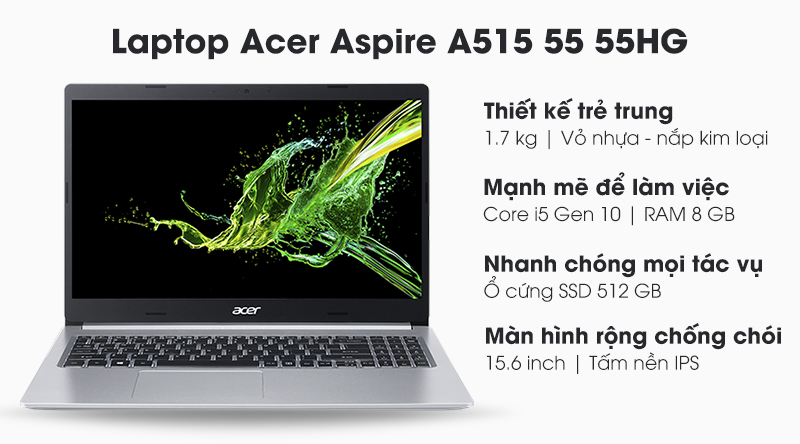 Laptop Acer Aspire A515 55 55HG
Thiết kế trẻ trung
1.7 kg | Vỏ nhựa - nắp kim loại
Mạnh mẽ để làm việc
Core i5 Gen 10 | RAM 8 GB
Nhanh chóng mọi tác vụ
Ổ cứng SSD 512 GB
Màn hình rộng chống chói
15.6 inch | Tấm nền IPS
acer